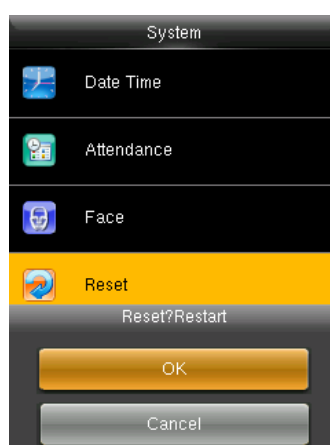 System
Date Time
Attendance
Face
Reset
Reset?Restart
OK
Cancel